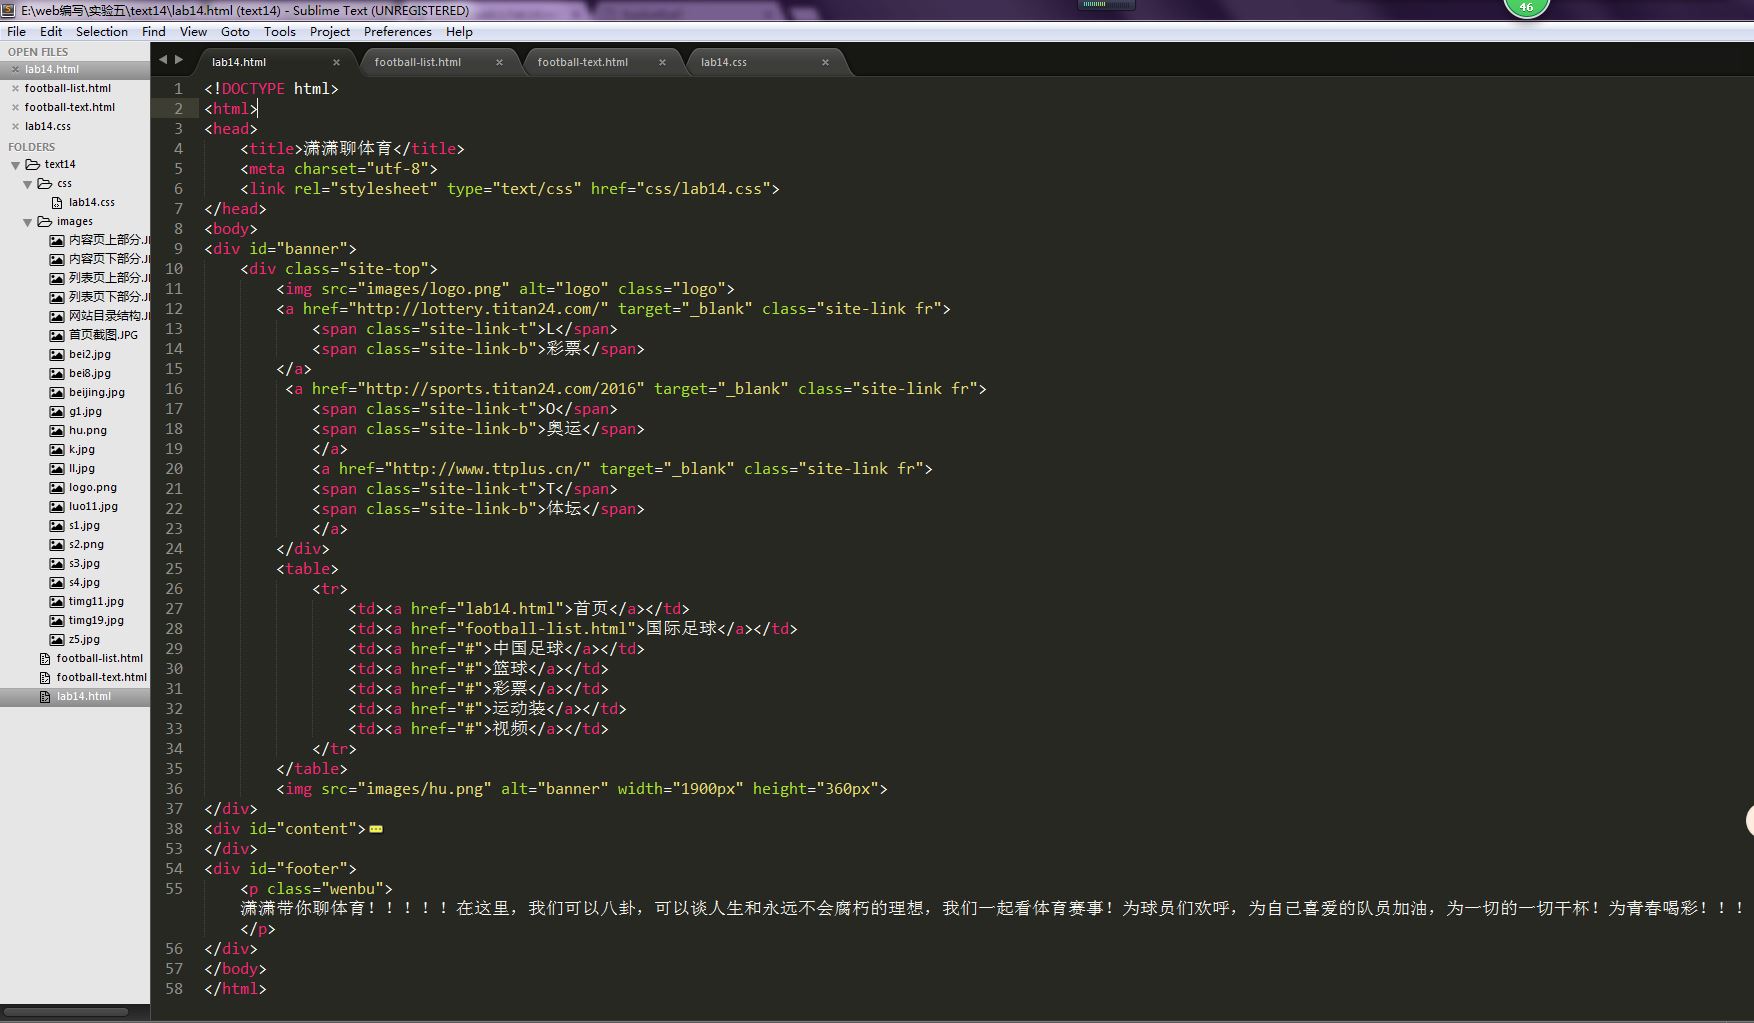 E:\web编写\实验五\text14\lab14.html (text14) - Sublime Text (UNREGISTERED)
46
File Edit Selection Find View Goto Tools Project Preferences Help
OPEN FILES
lab14.html
football-list.html
football-text.html
lab14.css
FOLDERS
text14
css
lab14.css
images
内容页上部分.J
内容页下部分.J
列表页上部分.J
列表页下部分.J
网站目录结构.J
首页截图.JPG
bei2.jpg
bei8.jpg
beijing.jpg
g1.jpg
hu.png
k.jpg
ll.jpg
logo.png
luo11.jpg
s1.jpg
s2.png
s3.jpg
s4.jpg
timg11.jpg
timg19.jpg
z5.jpg
football-list.html
football-text.html
lab14.html
lab14.html football-list.html football-text.html lab14.css
1 <!DOCTYPE html>
2 <html>
3 <head>
4 <title>潇潇聊体育</title>
5 <meta charset="utf-8">
6 <link rel="stylesheet" type="text/css" href="css/lab14.css">
7 </head>
8 <body>
9 <div id="banner">
10 <div class="site-top">
11 <img src="images/logo.png" alt="logo" class="logo">
12 <a href="http://lottery.titan24.com/" target="_blank" class="site-link fr">
13 <span class="site-link-t">L</span>
14 <span class="site-link-b">彩票</span>
15 </a>
16 <a href="http://sports.titan24.com/2016" target="_blank" class="site-link fr">
17 <span class="site-link-t">O</span>
18 <span class="site-link-b">奥运</span>
19 </a>
20 <a href="http://www.ttplus.cn/" target="_blank" class="site-link fr">
21 <span class="site-link-t">T</span>
22 <span class="site-link-b">体坛</span>
23 </a>
24 </div>
25 <table>
26 <tr>
27 <td><a href="lab14.html">首页</a></td>
28 <td><a href="football-list.html">国际足球</a></td>
29 <td><a href="#">中国足球</a></td>
30 <td><a href="#">篮球</a></td>
31 <td><a href="#">彩票</a></td>
32 <td><a href="#">运动装</a></td>
33 <td><a href="#">视频</a></td>
34 </tr>
35 </table>
36 <img src="images/hu.png" alt="banner" width="1900px" height="360px">
37 </div>
38 <div id="content">
53 </div>
54 <div id="footer">
55 <p class="wenbu">
潇潇带你聊体育！！！！！在这里，我们可以八卦，可以谈人生和永远不会腐朽的理想，我们一起看体育赛事！为球员们欢呼，为自己喜爱的队员加油，为一切的一切干杯！为青春喝彩！！！
</p>
56 </div>
57 </body>
58 </html>